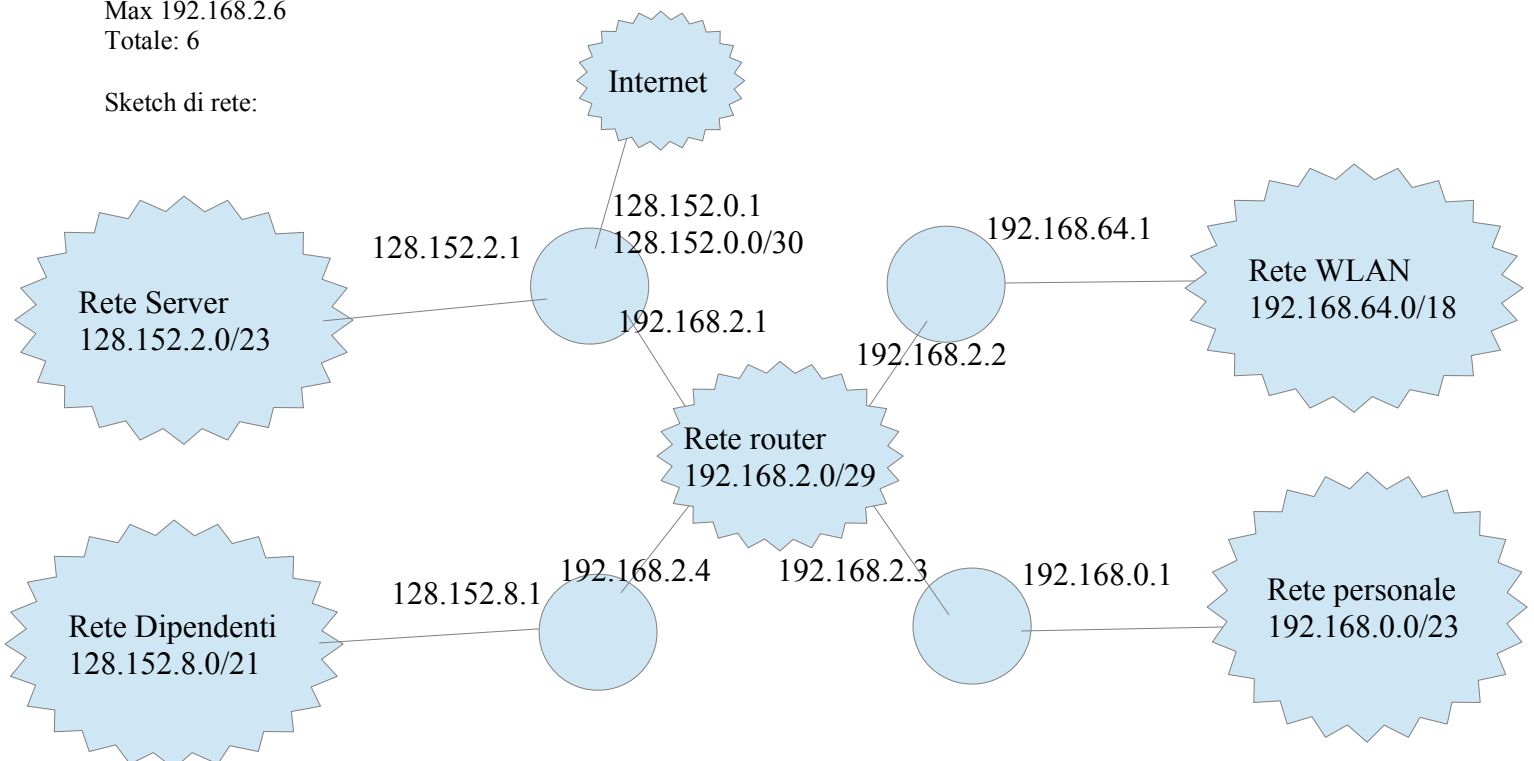 Max 192.168.2.6
Totale: 6
Sketch di rete:
Internet
128.152.0.1
128.152.0.0/30
128.152.2.1
192.168.64.1
Rete Server
128.152.2.0/23
Rete WLAN
192.168.64.0/18
192.168.2.1
192.168.2.2
Rete router
192.168.2.0/29
192.168.2.4
192.168.2.3
128.152.8.1
192.168.0.1
Rete Dipendenti
128.152.8.0/21
Rete personale
192.168.0.0/23